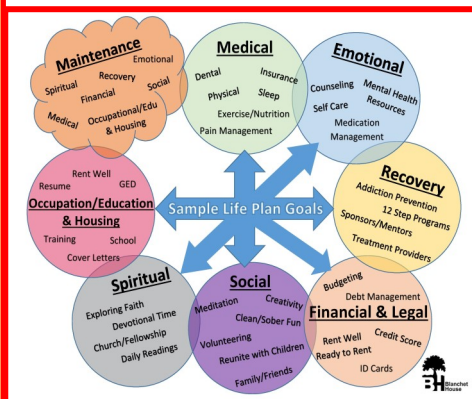 Maintenance
Emotional
Recovery
Spiritual
Financial
Social
Medical
Occupational/Edu
& Housing
Medical
Dental
Insurance
Physical
Sleep
Exercise/Nutrition
Pain Management
Emotional
Counseling
Mental Health
Resources
Self Care
Medication
Management
Rent Well
Resume
GED
Occupation/Education
& Housing
Training
School
Cover Letters
Sample Life Plan Goals
Recovery
Addiction Prevention
12 Step Programs
Sponsors/Mentors
Treatment Providers
Spiritual
Exploring Faith
Devotional Time
Church/Fellowship
Daily Readings
Social
Meditation
Creativity
Clean/Sober Fun
Volunteering
Reunite with Children
Family/Friends
Budgeting
Debt Management
Financial & Legal
Rent Well
Credit Score
Ready to Rent
ID Cards
BH
Blanchet
House